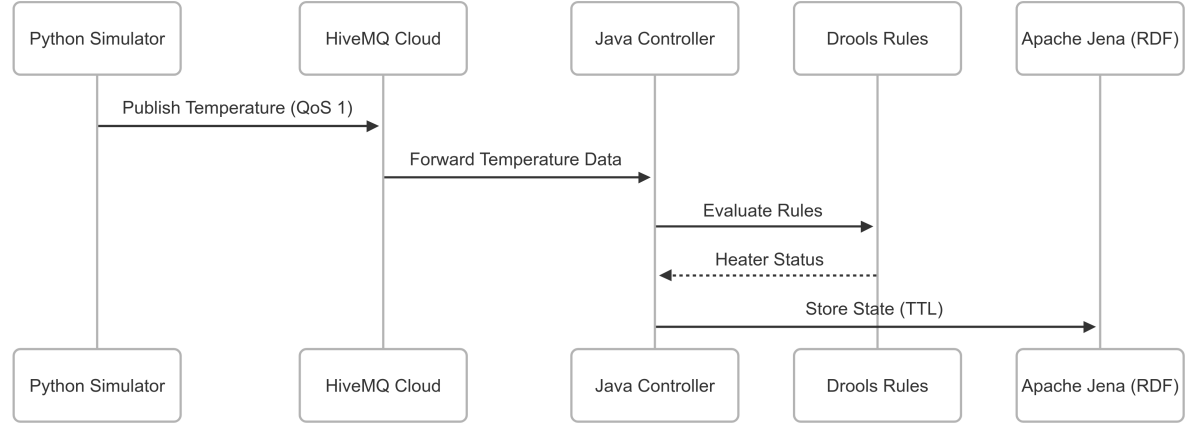 Python Simulator
HiveMQ Cloud
Java Controller
Drools Rules
Apache Jena (RDF)
Publish Temperature (QoS 1)
Forward Temperature Data
Evaluate Rules
Heater Status
Store State (TTL)
Python Simulator
HiveMQ Cloud
Java Controller
Drools Rules
Apache Jena (RDF)